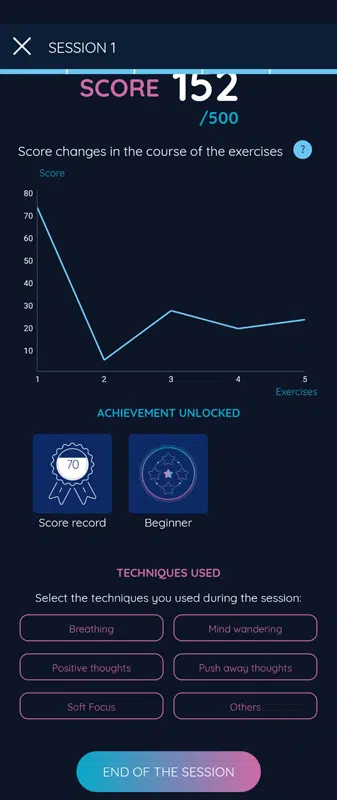 SESSION 1
SCORE 152
/500
Score changes in the course of the exercises ?
Score
80
70
60
50
40
30
20
10
1 2 3 4 5
Exercises
ACHIEVEMENT UNLOCKED
70
Score record Beginner
TECHNIQUES USED
Select the techniques you used during the session:
Breathing Mind wandering
Positive thoughts Push away thoughts
Soft Focus Others
END OF THE SESSION